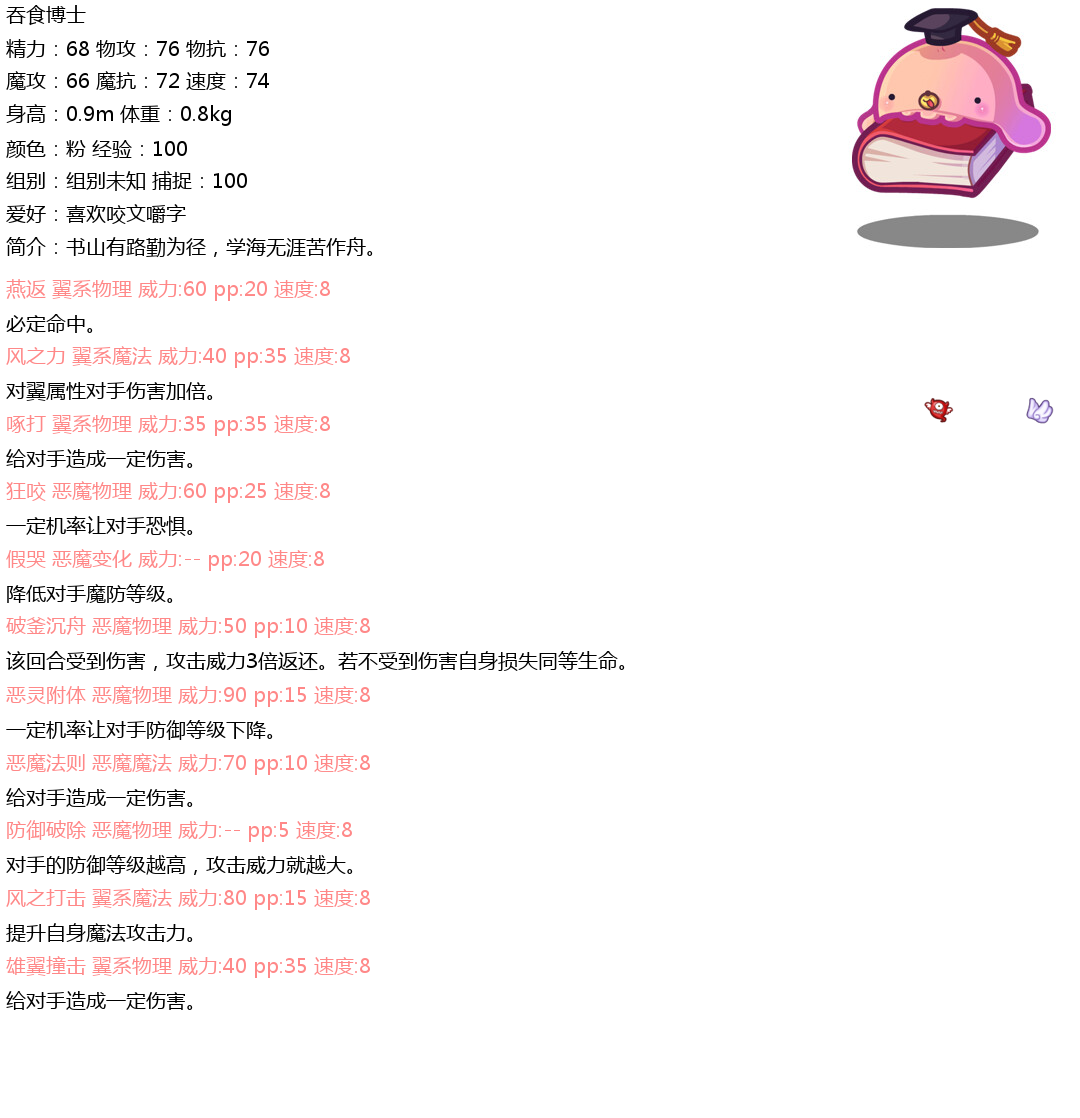 吞食博士
精力：68 物攻：76 物抗：76
魔攻：66 魔抗：72 速度：74
身高：0.9m 体重：0.8kg
颜色：粉 经验：100
组别：组别未知 捕捉：100
爱好：喜欢咬文嚼字
简介：书山有路勤为径，学海无涯苦作舟。
燕返 翼系物理 威力:60 pp:20 速度:8
必定命中。
风之力 翼系魔法 威力:40 pp:35 速度:8
对翼属性对手伤害加倍。
啄打 翼系物理 威力:35 pp:35 速度:8
给对手造成一定伤害。
狂咬 恶魔物理 威力:60 pp:25 速度:8
一定机率让对手恐惧。
假哭 恶魔变化 威力:-- pp:20 速度:8
降低对手魔防等级。
破釜沉舟 恶魔物理 威力:50 pp:10 速度:8
该回合受到伤害，攻击威力3倍返还。若不受到伤害自身损失同等生命。
恶灵附体 恶魔物理 威力:90 pp:15 速度:8
一定机率让对手防御等级下降。
恶魔法则 恶魔魔法 威力:70 pp:10 速度:8
给对手造成一定伤害。
防御破除 恶魔物理 威力:-- pp:5 速度:8
对手的防御等级越高，攻击威力就越大。
风之打击 翼系魔法 威力:80 pp:15 速度:8
提升自身魔法攻击力。
雄翼撞击 翼系物理 威力:40 pp:35 速度:8
给对手造成一定伤害。